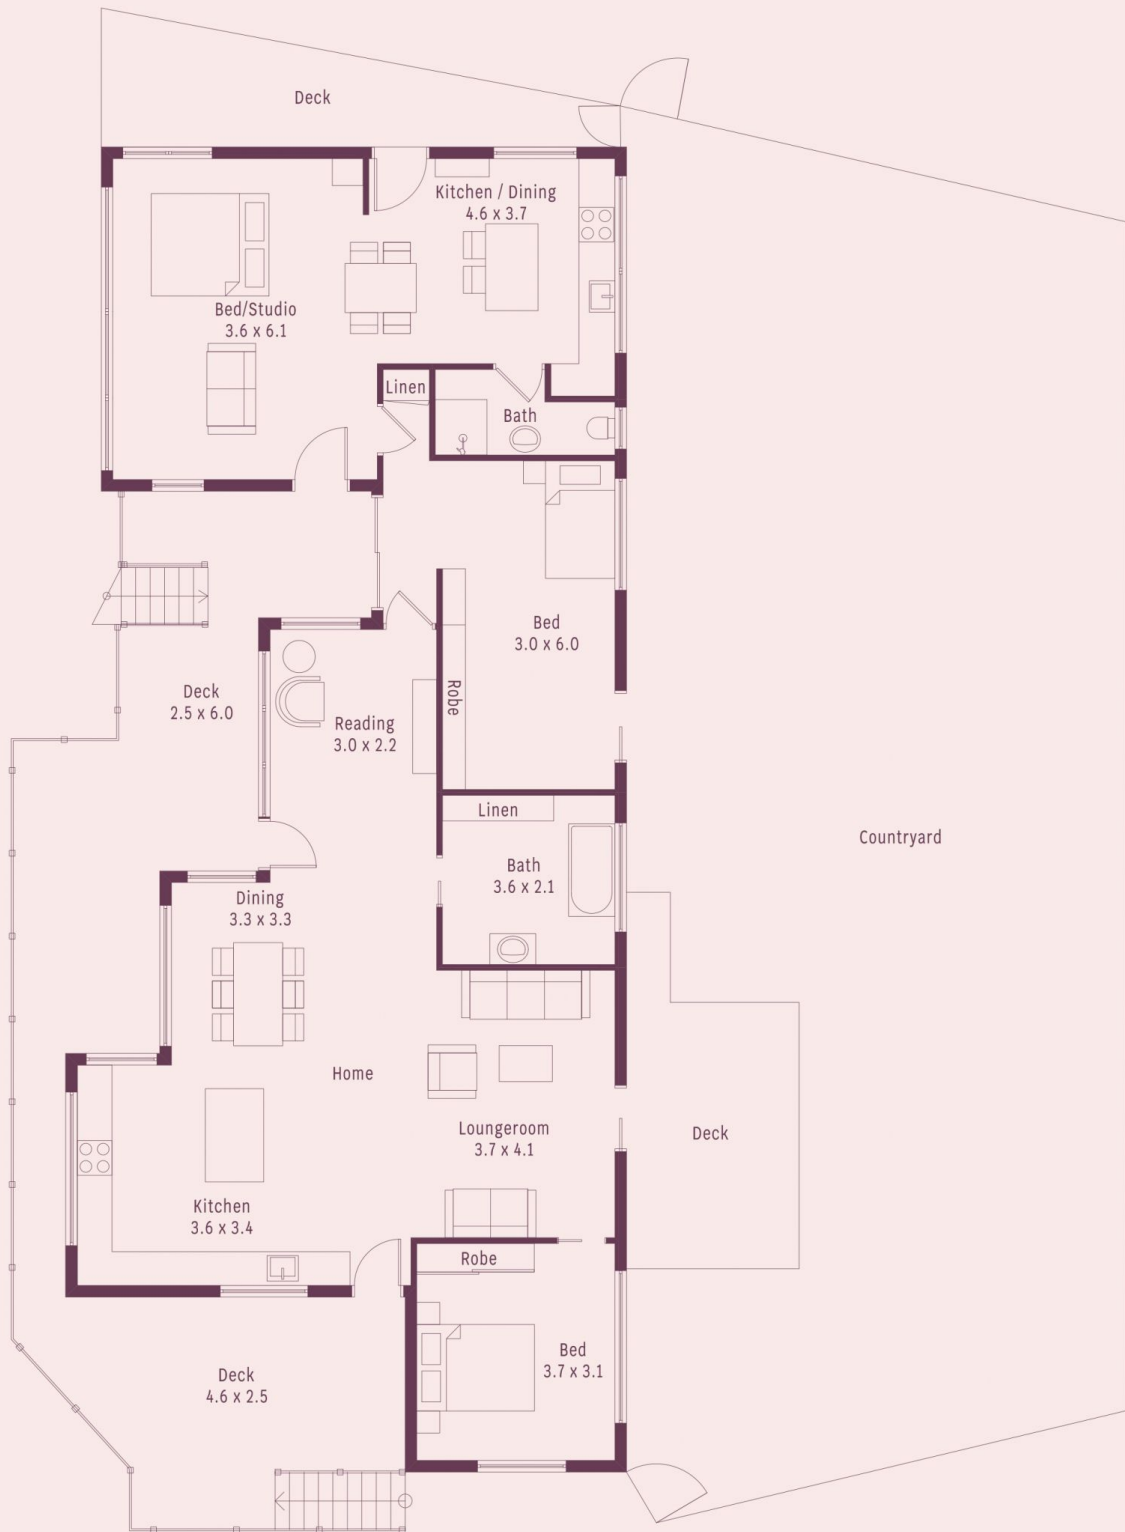 Deck
Kitchen / Dining
4.6 x 3.7
Bed/Studio
3.6 x 6.1
Linen
Bath
Bed
3.0 x 6.0
Robe
Deck
2.5 x 6.0
Reading
3.0 x 2.2
Linen
Bath
3.6 x 2.1
Countryard
Dining
3.3 x 3.3
Home
Loungeroom
3.7 x 4.1
Deck
Kitchen
3.6 x 3.4
Robe
Bed
3.7 x 3.1
Deck
4.6 x 2.5